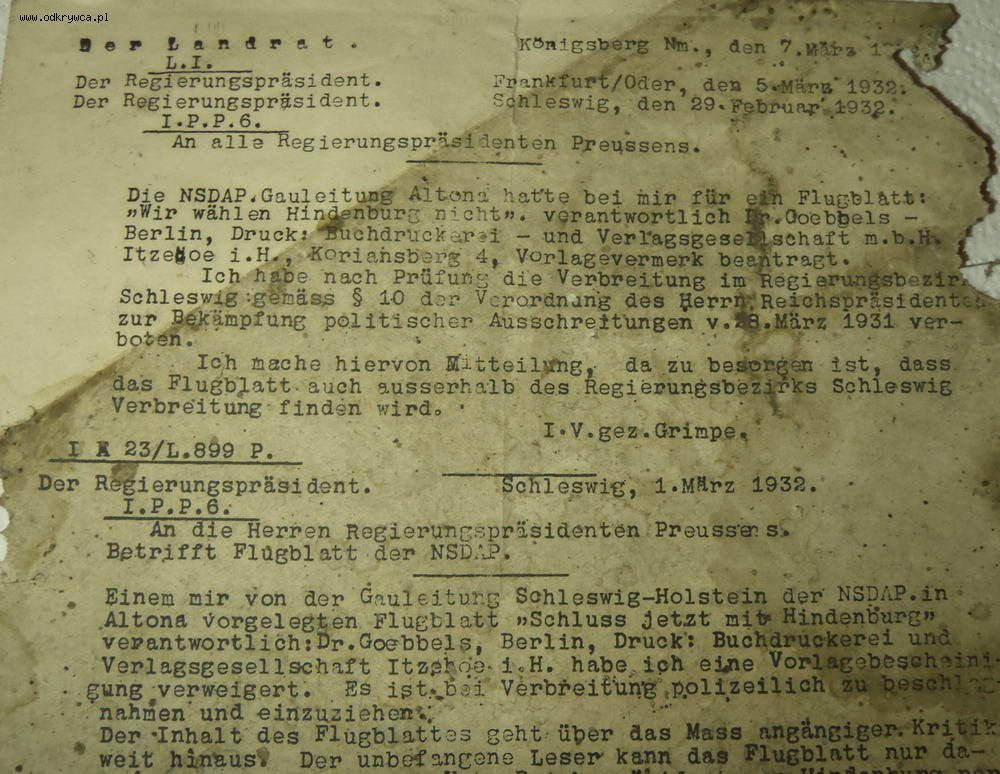 www.odkrywca.pl
Der Landrat. Königsberg Nm., den 7.März
L.I.
Der Regierungspräsident. Frankfurt/Oder, den 5.März 1932.
Der Regierungspräsident. Schleswig, den 29.Februar 1932.
I.P.P.6.
An alle Regierungspräsidenten Preussens.
Die NSDAP.Gauleitung Altona hatte bei mir für ein Flugblatt:
„Wir wählen Hindenburg nicht". verantwortlich Dr.Goebbels -
Berlin, Druck: Buchdruckerei - und Verlagsgesellschaft m.b.H.
Itzehoe i.H., Koriansberg 4, Vorlagevermerk beantragt.
Ich habe nach Prüfung die Verbreitung im Regierungsbezirk
Schleswig gemäss § 10 der Verordnung des Herrn Reichspräsidenten
zur Bekämpfung politischer Ausschreitungen v.28.März 1931 ver-
boten.
Ich mache hiervon Mitteilung, da zu besorgen ist, dass
das Flugblatt auch ausserhalb des Regierungsbezirks Schleswig
Verbreitung finden wird.
I.V.gez.Grimpe.
I K 23/L.899 P.
Der Regierungspräsident. Schleswig, 1.März 1932.
I.P.P.6.
An die Herren Regierungspräsidenten Preussens.
Betrifft Flugblatt der NSDAP.
Einem mir von der Gauleitung Schleswig-Holstein der NSDAP.in
Altona vorgelegten Flugblatt „Schluss jetzt mit Hindenburg"
verantwortlich:Dr.Goebbels, Berlin, Druck: Buchdruckerei und
Verlagsgesellschaft Itzehoe i.H. habe ich eine Vorlagebescheini-
gung verweigert. Es ist bei Verbreitung polizeilich zu beschlag-
nahmen und einzuziehen.
Der Inhalt des Flugblattes geht über das Mass angängiger Kritik
weit hinaus. Der unbefangene Leser kann das Flugblatt nur da-